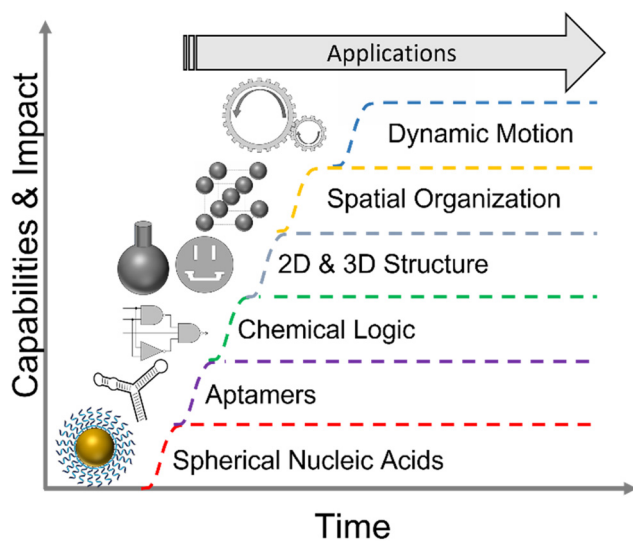 Applications
Dynamic Motion
Spatial Organization
2D & 3D Structure
Chemical Logic
Aptamers
Spherical Nucleic Acids
Capabilities & Impact
Time